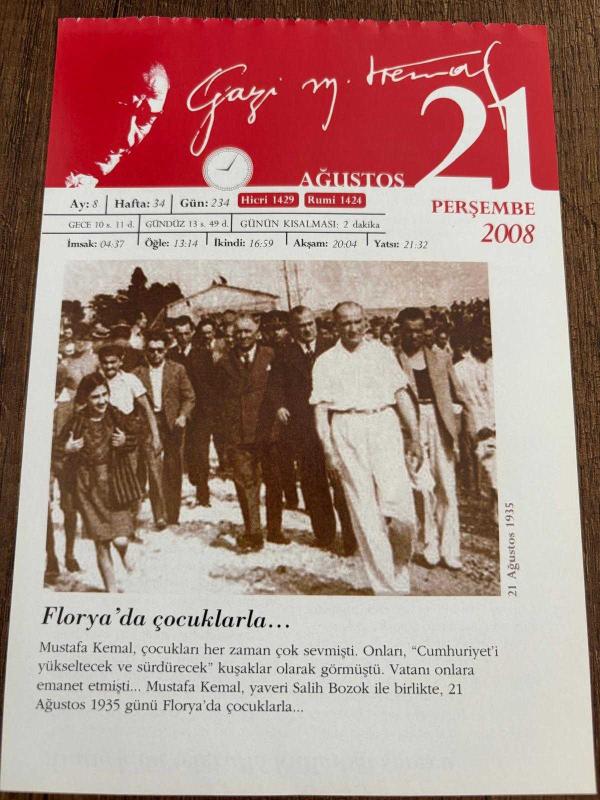 Gazi M. Kemal
AĞUSTOS 21
PERŞEMBE
2008
Ay: 8 Hafta: 34 Gün: 234 Hicri 1429 Rumi 1424
GECE 10 s. 11 d. GÜNDÜZ 13 s. 49 d. GÜNÜN KISALMASI: 2 dakika
İmsak: 04:37 Öğle: 13:14 İkindi: 16:59 Akşam: 20:04 Yatsı: 21:32
21 Ağustos 1935
Florya'da çocuklarla...
Mustafa Kemal, çocukları her zaman çok sevmişti. Onları, “Cumhuriyet'i
yükseltecek ve sürdürecek” kuşaklar olarak görmüştü. Vatanı onlara
emanet etmişti... Mustafa Kemal, yaveri Salih Bozok ile birlikte, 21
Ağustos 1935 günü Florya'da çocuklarla...